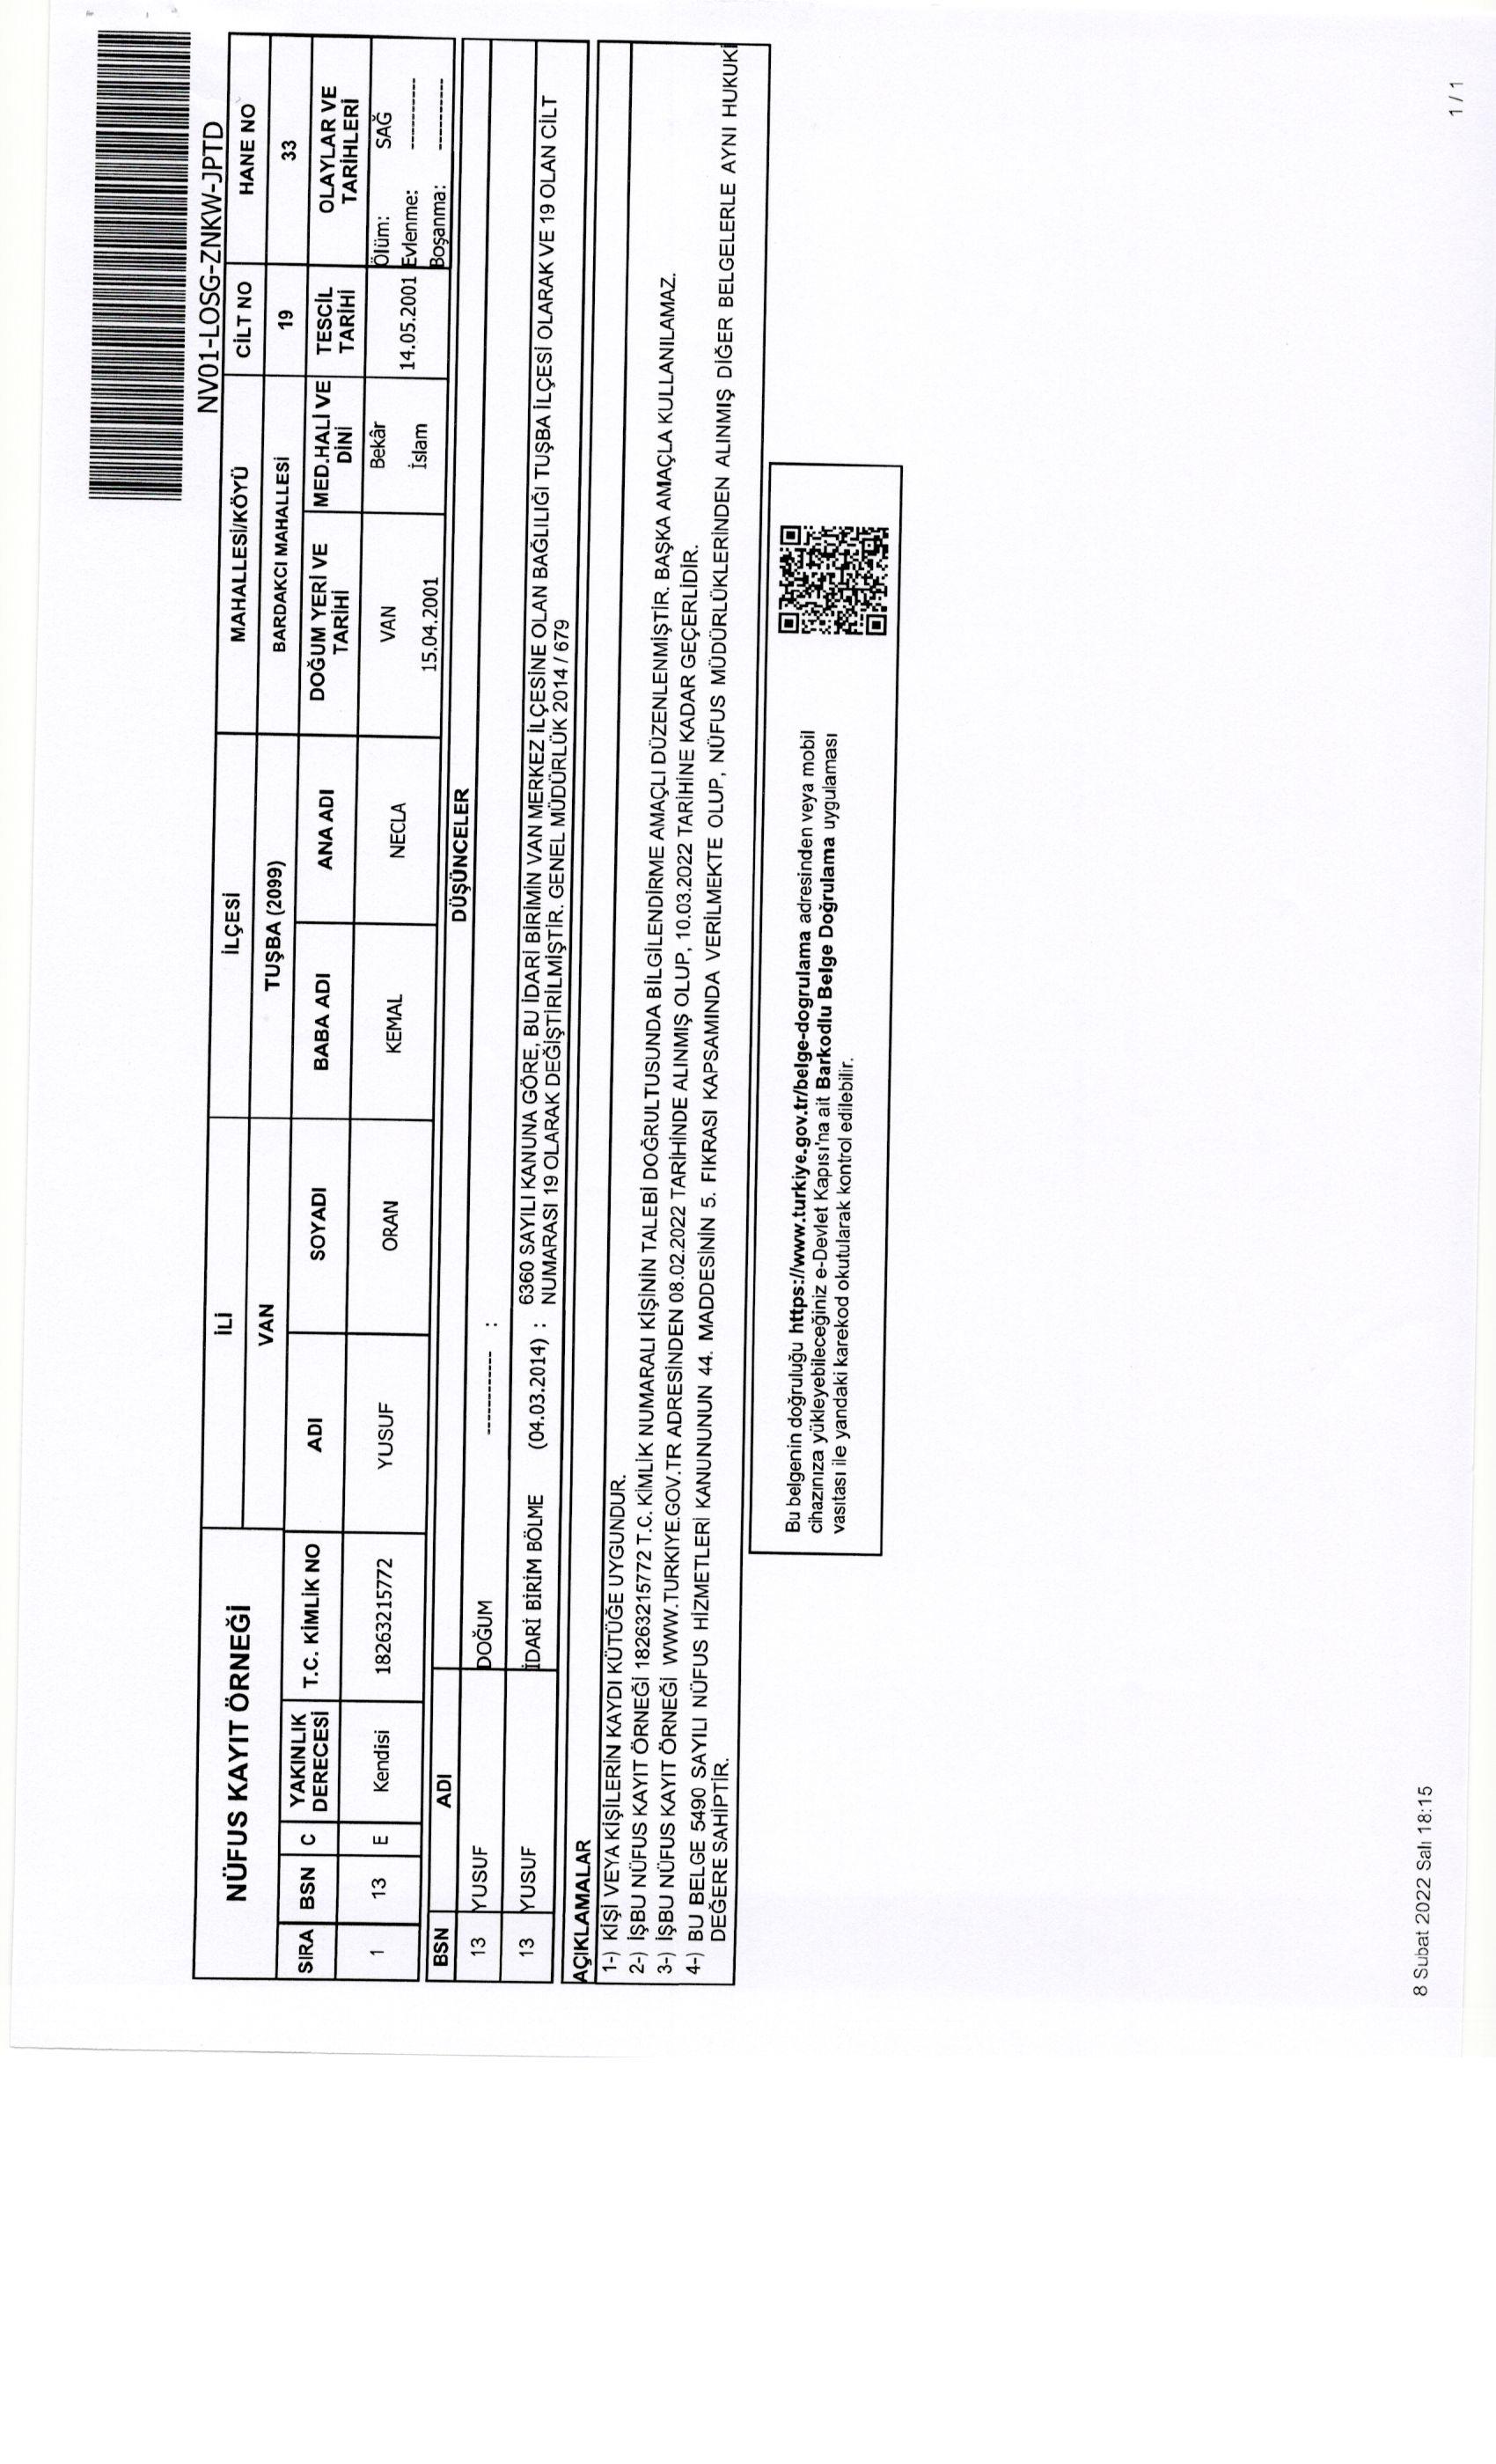 NV01-LOSG-ZNKW-JPTD
NÜFUS KAYIT ÖRNEĞİ
İLİ İLÇESİ MAHALLESİ/KÖYÜ CİLT NO HANE NO
VAN TUŞBA (2099) BARDAKCI MAHALLESİ 19 33
SIRA BSN C YAKINLIK DERECESİ T.C. KİMLİK NO ADI SOYADI BABA ADI ANA ADI DOĞUM YERİ VE TARİHİ MED.HALİ VE DİNİ TESCİL TARİHİ OLAYLAR VE TARİHLERİ
1 13 E Kendisi 18263215772 YUSUF ORAN KEMAL NECLA VAN 15.04.2001 Bekâr İslam 14.05.2001 Ölüm: SAĞ
Evlenme: ----------
Boşanma: ----------
BSN ADI DÜŞÜNCELER
13 YUSUF DOĞUM ----------- :
13 YUSUF İDARİ BİRİM BÖLME (04.03.2014) : 6360 SAYILI KANUNA GÖRE, BU İDARİ BİRİMİN VAN MERKEZ İLÇESİNE OLAN BAĞLILIĞI TUŞBA İLÇESİ OLARAK VE 19 OLAN CİLT
NUMARASI 19 OLARAK DEĞİŞTİRİLMİŞTİR. GENEL MÜDÜRLÜK 2014 / 679
AÇIKLAMALAR
1-) KİŞİ VEYA KİŞİLERİN KAYDI KÜTÜĞE UYGUNDUR.
2-) İŞBU NÜFUS KAYIT ÖRNEĞİ 18263215772 T.C. KİMLİK NUMARALI KİŞİNİN TALEBİ DOĞRULTUSUNDA BİLGİLENDİRME AMAÇLI DÜZENLENMİŞTİR. BAŞKA AMAÇLA KULLANILAMAZ.
3-) İŞBU NÜFUS KAYIT ÖRNEĞİ WWW.TURKIYE.GOV.TR ADRESİNDEN 08.02.2022 TARİHİNDE ALINMIŞ OLUP, 10.03.2022 TARİHİNE KADAR GEÇERLİDİR.
4-) BU BELGE 5490 SAYILI NÜFUS HİZMETLERİ KANUNUNUN 44. MADDESİNİN 5. FIKRASI KAPSAMINDA VERİLMEKTE OLUP, NÜFUS MÜDÜRLÜKLERİNDEN ALINMIŞ DİĞER BELGELERLE AYNI HUKUKİ
DEĞERE SAHİPTİR.
Bu belgenin doğruluğu https://www.turkiye.gov.tr/belge-dogrulama adresinden veya mobil
cihazınıza yükleyebileceğiniz e-Devlet Kapısı'na ait Barkodlu Belge Doğrulama uygulaması
vasıtası ile yandaki karekod okutularak kontrol edilebilir.
8 Subat 2022 Salı 18:15
1 / 1